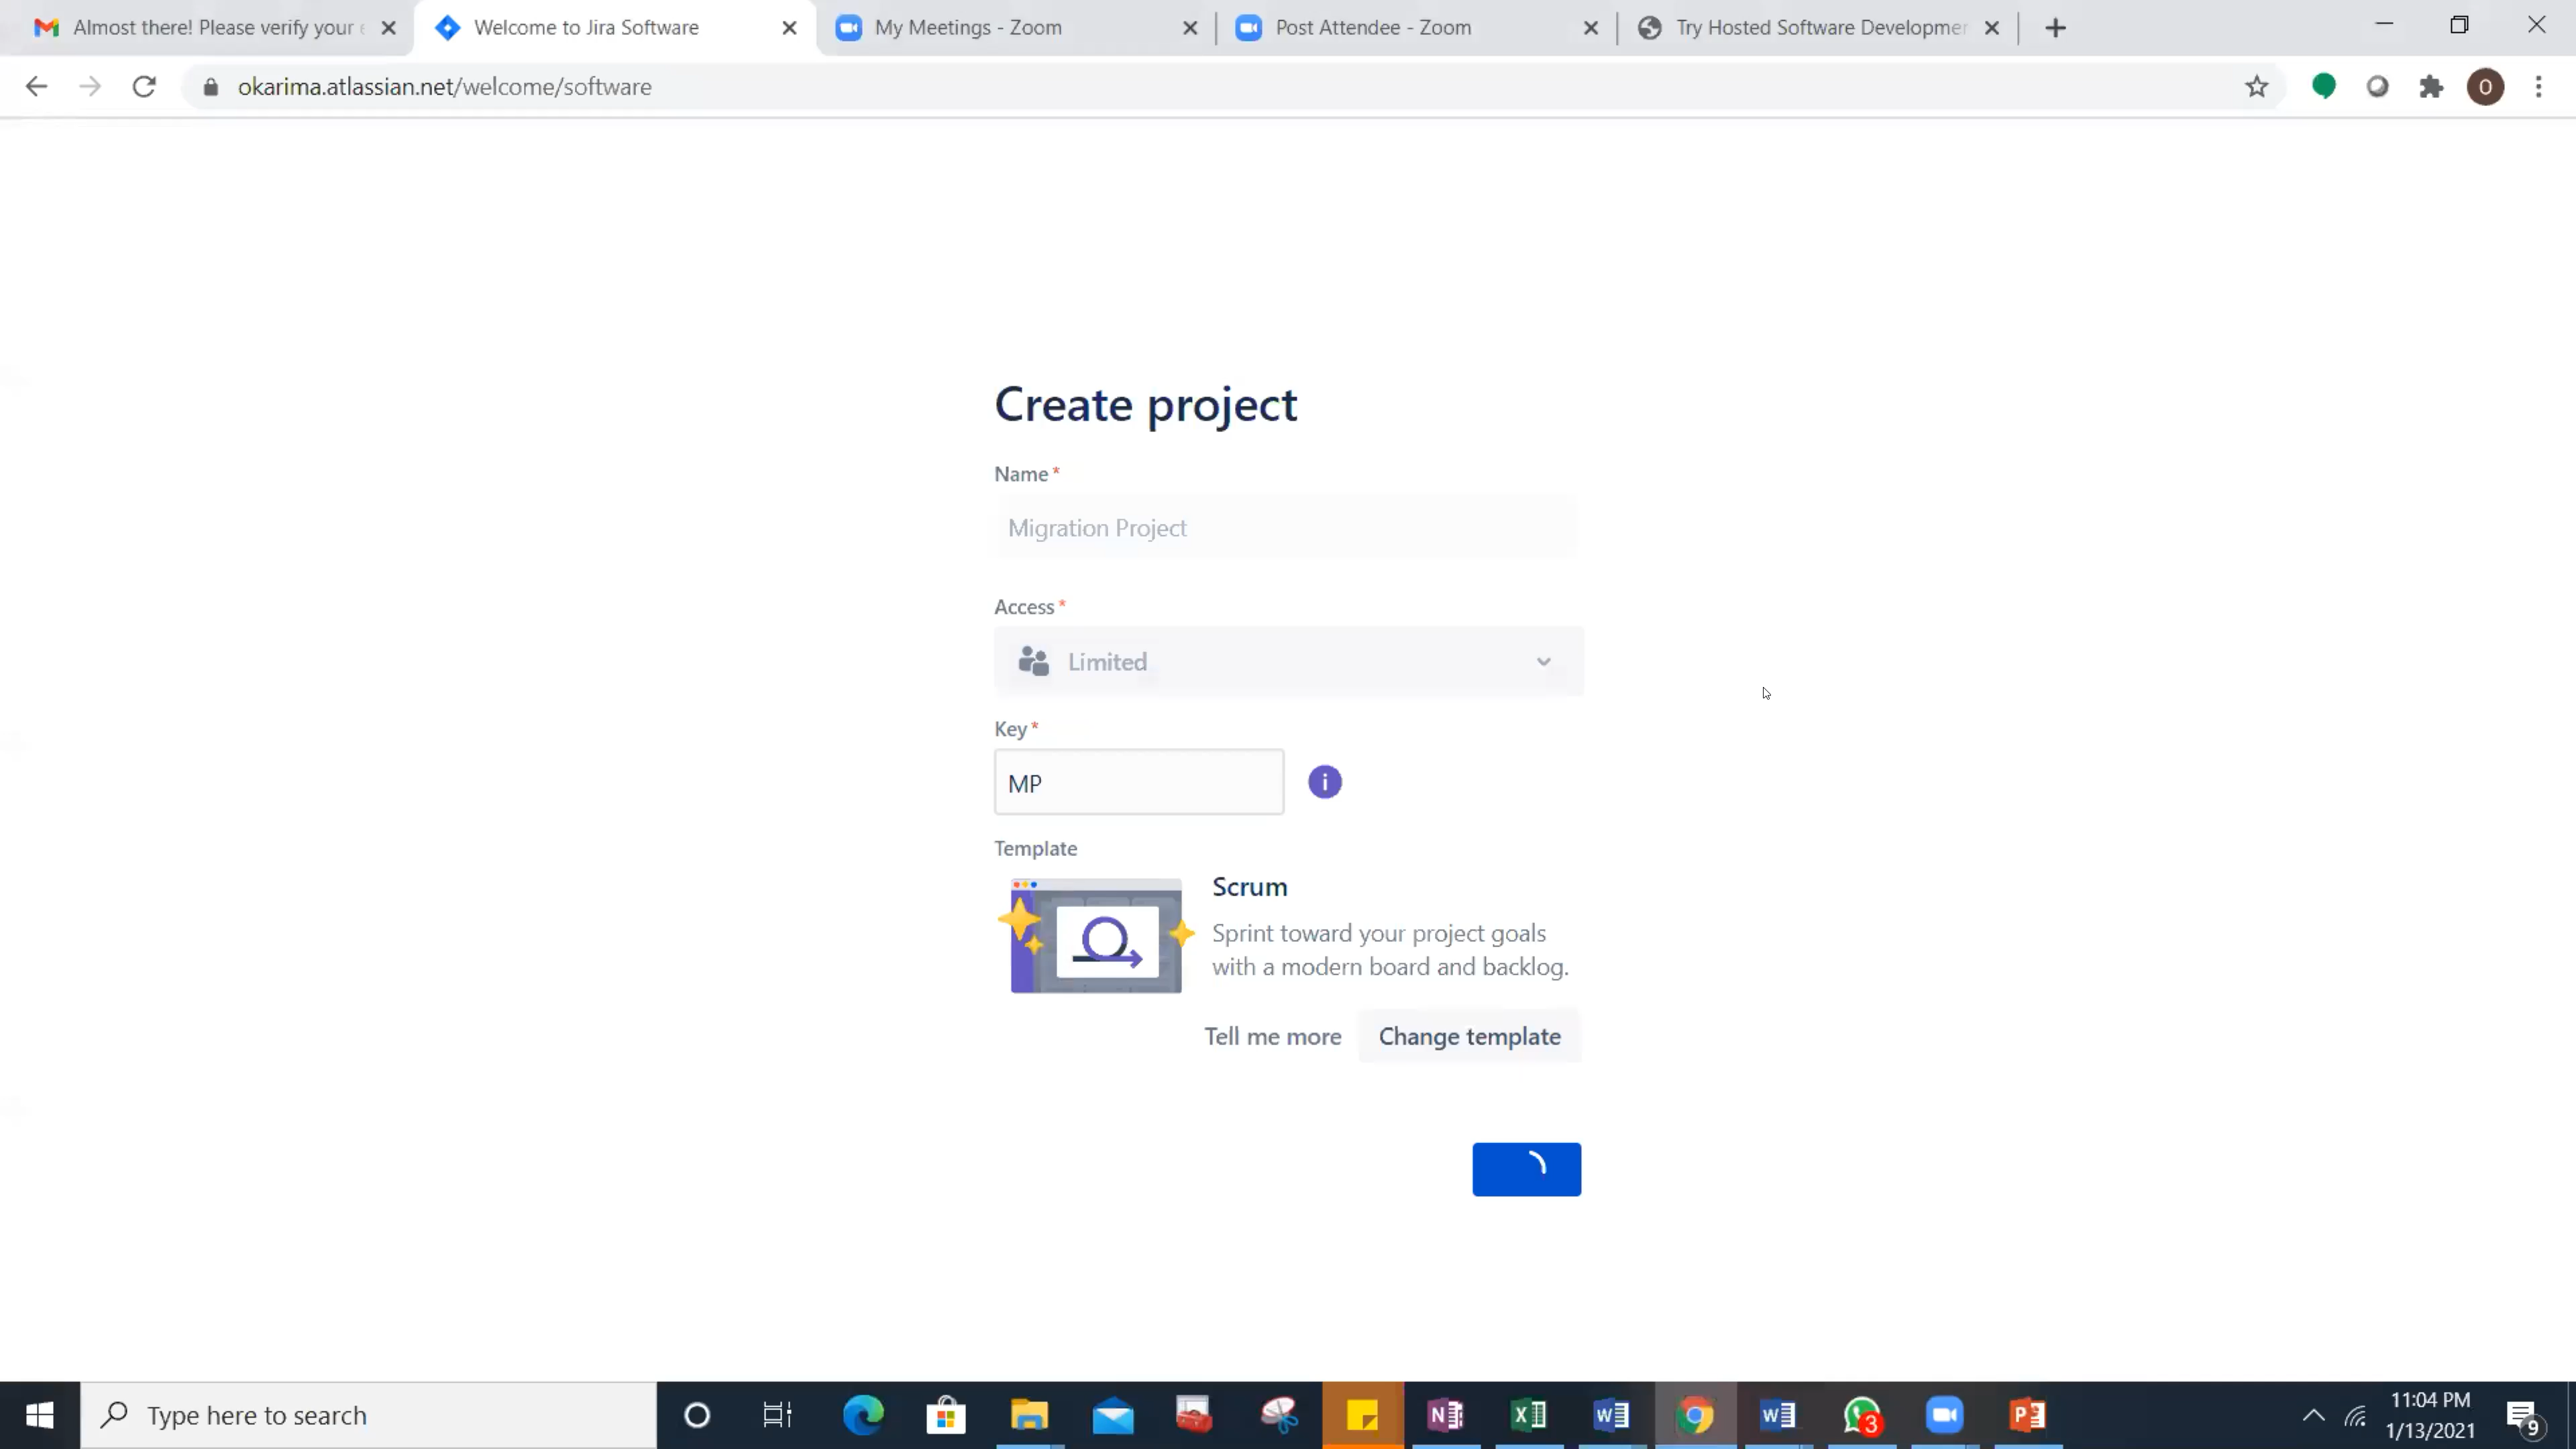 Almost there! Please verify your e
Welcome to Jira Software
My Meetings - Zoom
Post Attendee - Zoom
Try Hosted Software Developmen
okarima.atlassian.net/welcome/software
O
Create project
Name *
Migration Project
Access *
Limited
Key *
MP
i
Template
Scrum
Sprint toward your project goals
with a modern board and backlog.
Tell me more
Change template
Type here to search
3
11:04 PM
1/13/2021
9